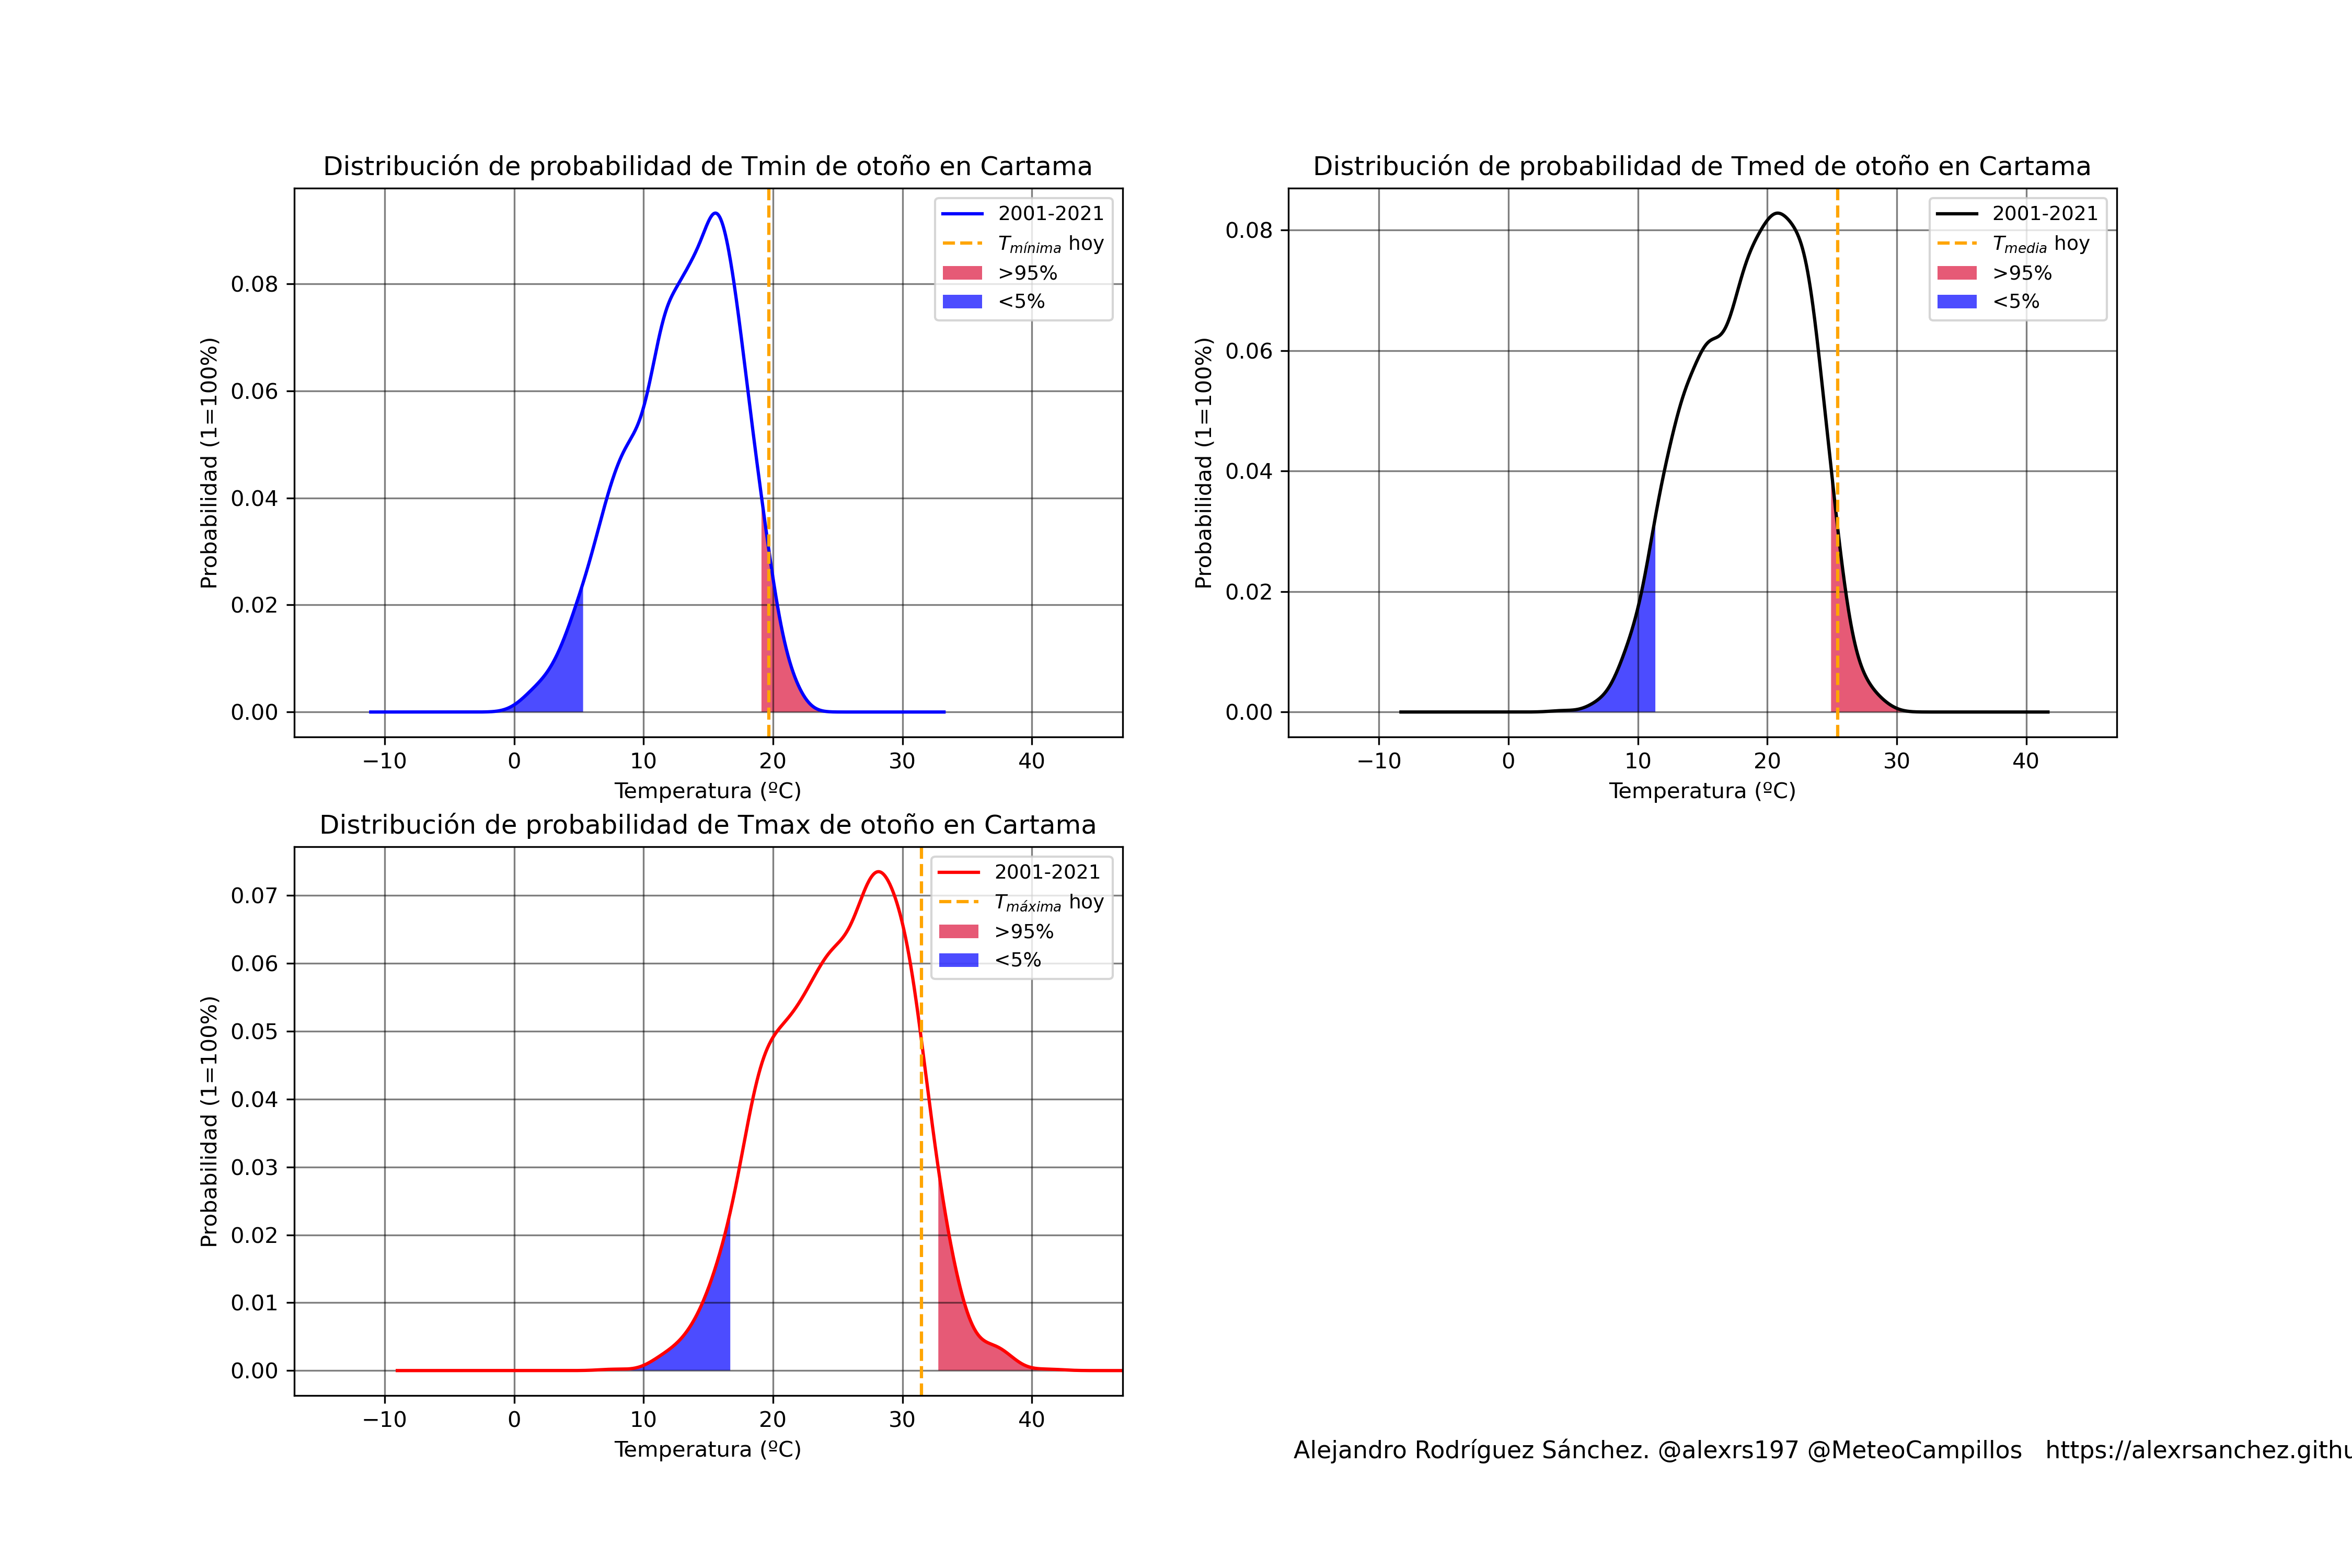 Distribución de probabilidad de Tmin de otoño en Cartama
Probabilidad (1=100%)
0.08
0.06
0.04
0.02
0.00
−10 0 10 20 30 40
Temperatura (ºC)
2001-2021
Tmínima hoy
>95%
<5%
Distribución de probabilidad de Tmed de otoño en Cartama
Probabilidad (1=100%)
0.08
0.06
0.04
0.02
0.00
−10 0 10 20 30 40
Temperatura (ºC)
2001-2021
Tmedia hoy
>95%
<5%
Distribución de probabilidad de Tmax de otoño en Cartama
Probabilidad (1=100%)
0.07
0.06
0.05
0.04
0.03
0.02
0.01
0.00
−10 0 10 20 30 40
Temperatura (ºC)
2001-2021
Tmáxima hoy
>95%
<5%
Alejandro Rodríguez Sánchez. @alexrs197 @MeteoCampillos https://alexrsanchez.githu